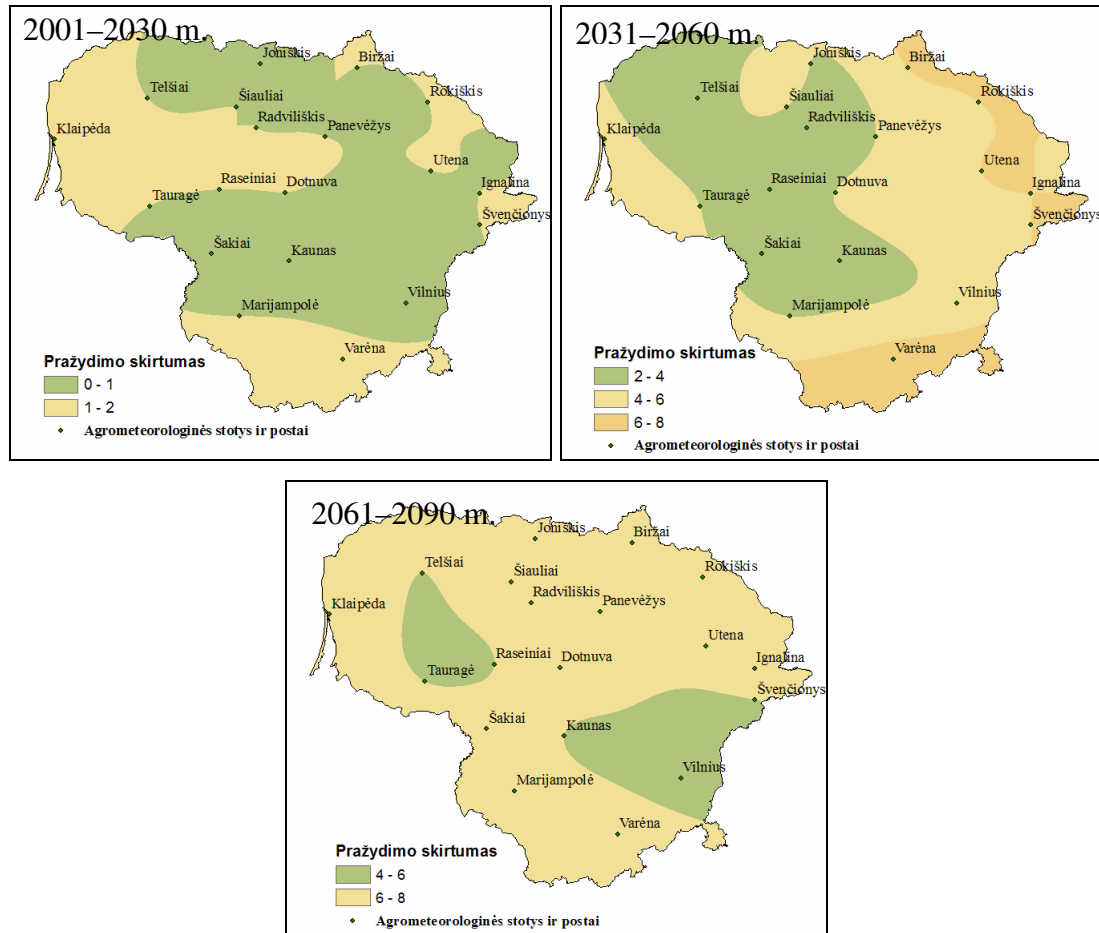 2001–2030 m.
Joniškis
Biržai
Telšiai
Šiauliai
Rokiškis
Radviliškis
Klaipėda
Panevėžys
Utena
Raseiniai
Dotnuva
Ignalina
Tauragė
Švenčionys
Šakiai
Kaunas
Marijampolė
Vilnius
Varėna
Pražydimo skirtumas
0 - 1
1 - 2
Agrometeorologinės stotys ir postai
2031–2060 m.
Joniškis
Biržai
Telšiai
Šiauliai
Rokiškis
Radviliškis
Klaipėda
Panevėžys
Utena
Raseiniai
Dotnuva
Ignalina
Tauragė
Švenčionys
Šakiai
Kaunas
Marijampolė
Vilnius
Varėna
Pražydimo skirtumas
2 - 4
4 - 6
6 - 8
Agrometeorologinės stotys ir postai
2061–2090 m.
Joniškis
Biržai
Telšiai
Šiauliai
Rokiškis
Radviliškis
Klaipėda
Panevėžys
Utena
Raseiniai
Dotnuva
Ignalina
Tauragė
Švenčionys
Šakiai
Kaunas
Marijampolė
Vilnius
Varėna
Pražydimo skirtumas
4 - 6
6 - 8
Agrometeorologinės stotys ir postai